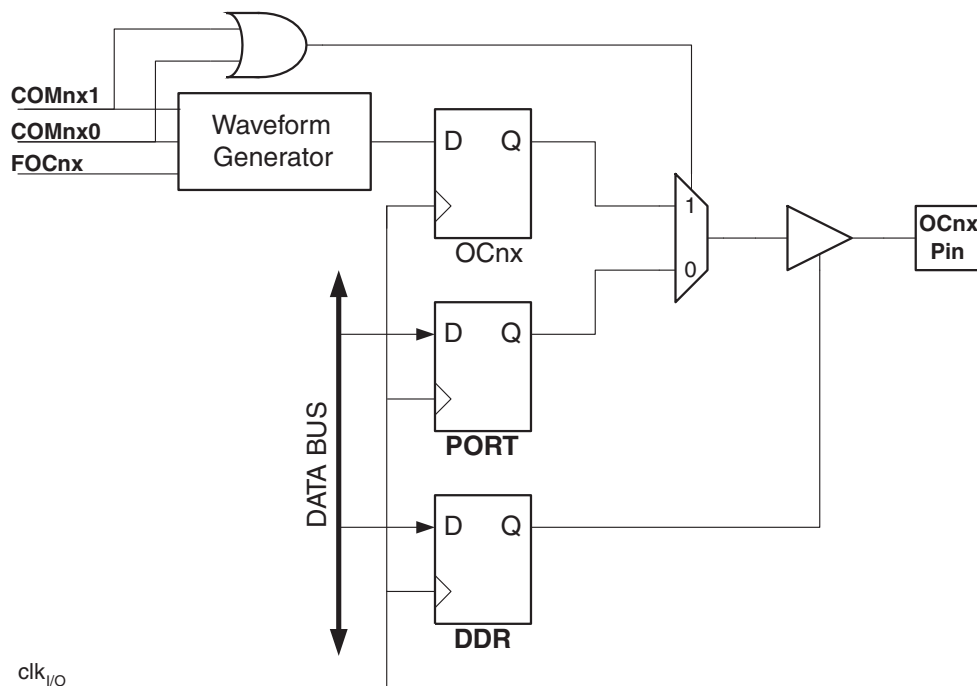 COMnx1
COMnx0
FOCnx
Waveform
Generator
D Q
OCnx
1
0
OCnx
Pin
DATA BUS
D Q
PORT
D Q
DDR
clkI/O